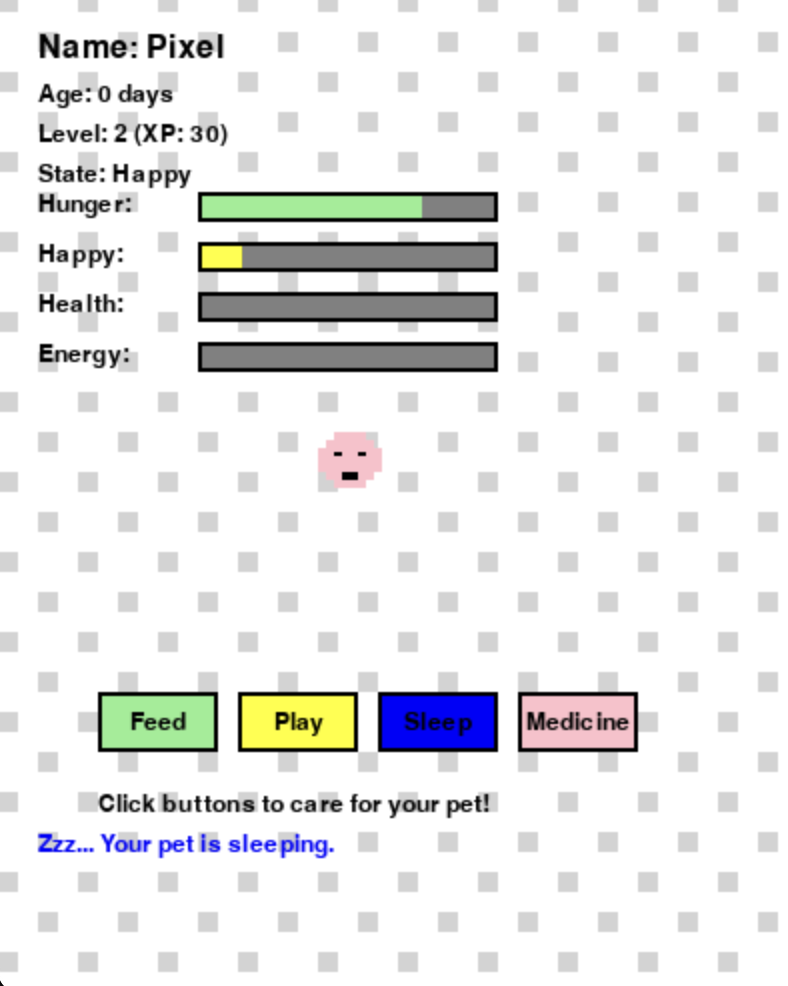 Name: Pixel
Age: 0 days
Level: 2 (XP: 30)
State: Happy
Hunger:
Happy:
Health:
Energy:
Feed Play Sleep Medicine
Click buttons to care for your pet!
Zzz... Your pet is sleeping.